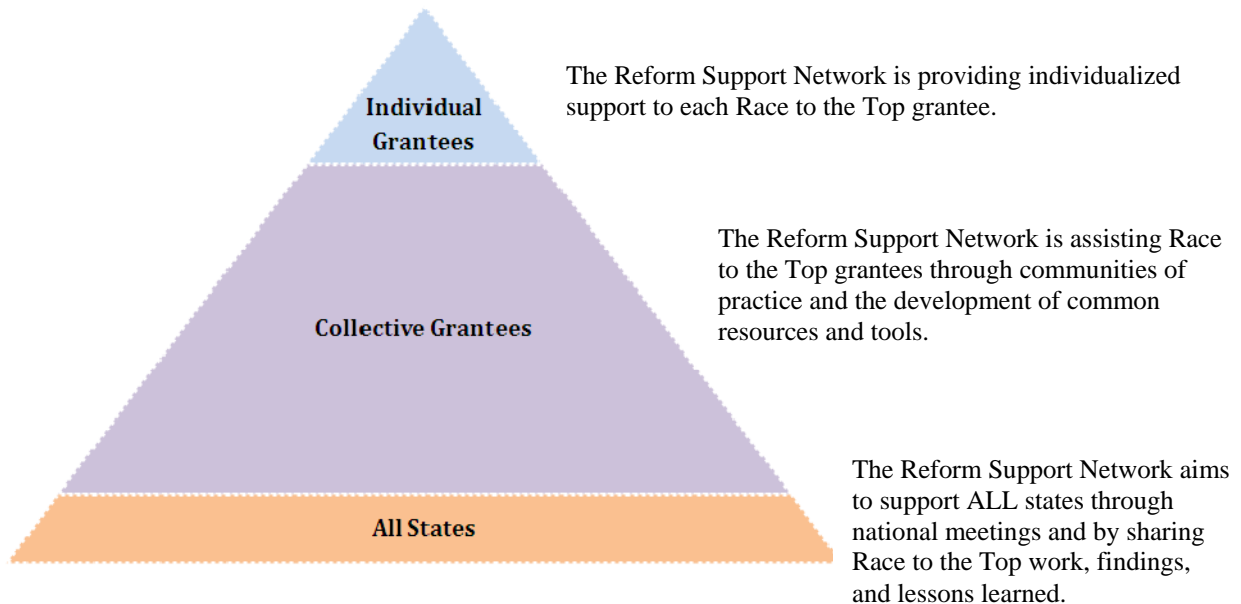 Individual
Grantees
The Reform Support Network is providing individualized
support to each Race to the Top grantee.
Collective Grantees
The Reform Support Network is assisting Race
to the Top grantees through communities of
practice and the development of common
resources and tools.
All States
The Reform Support Network aims
to support ALL states through
national meetings and by sharing
Race to the Top work, findings,
and lessons learned.